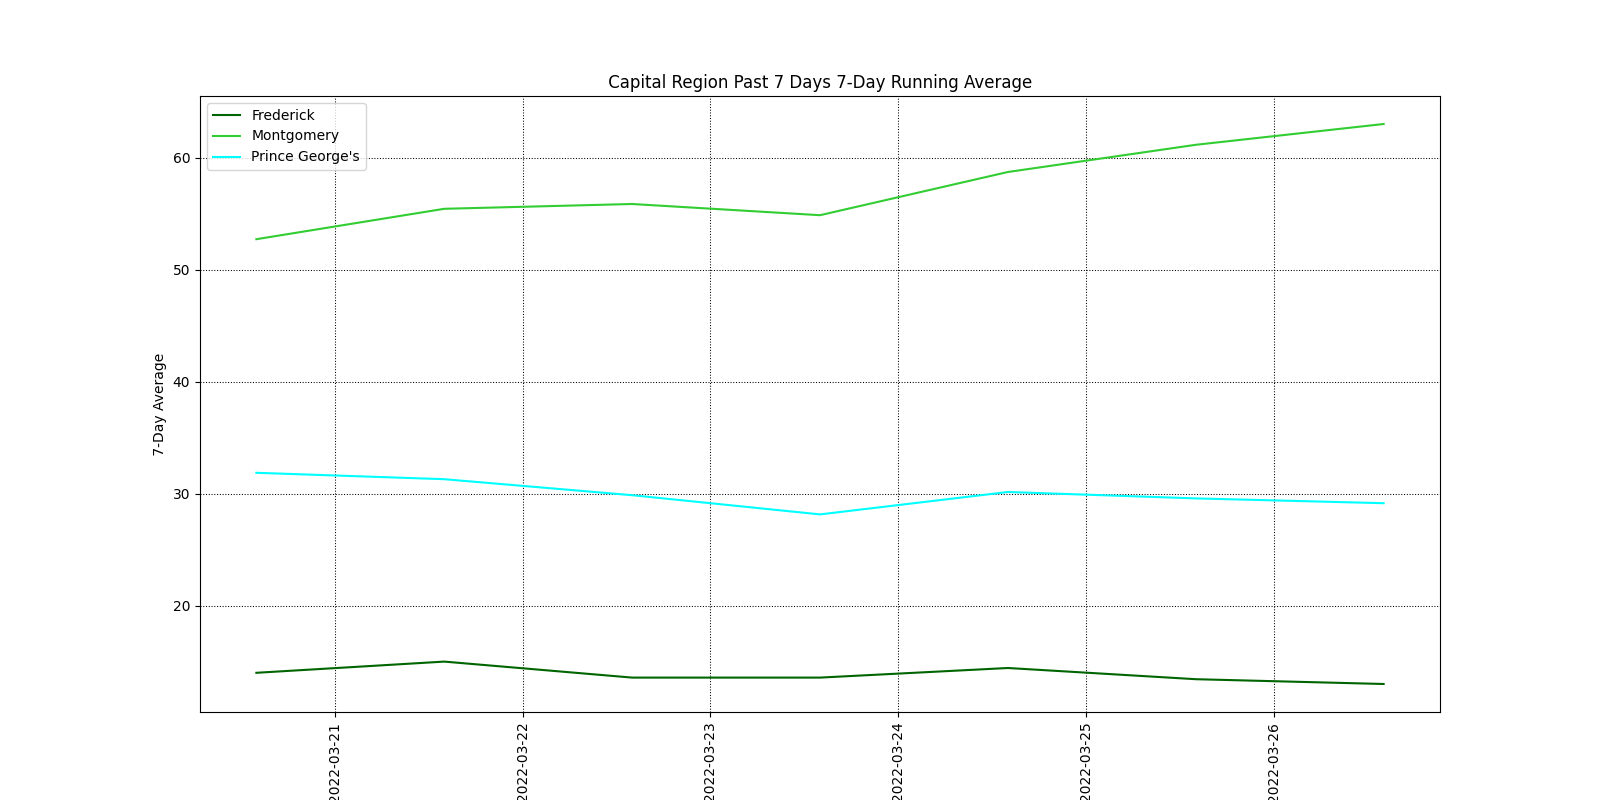 Capital Region Past 7 Days 7-Day Running Average
Frederick
Montgomery
Prince George's
60
50
40
30
20
7-Day Average
2022-03-21
2022-03-22
2022-03-23
2022-03-24
2022-03-25
2022-03-26